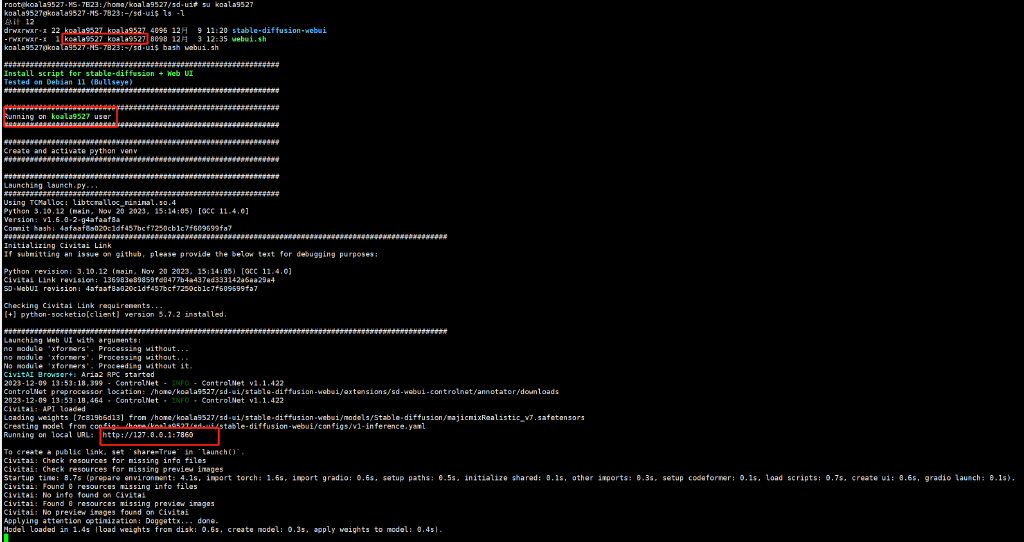 root@koala9527-MS-7B23:/home/koala9527/sd-ui# su koala9527
koala9527@koala9527-MS-7B23:~/sd-ui$ ls -l
总计 12
drwxrwxr-x 22 koala9527 koala9527 4096 12月  9 11:20 stable-diffusion-webui
-rwxrwxr-x  1 koala9527 koala9527 8098 12月  3 12:35 webui.sh
koala9527@koala9527-MS-7B23:~/sd-ui$ bash webui.sh
################################################################
Install script for stable-diffusion + Web UI
Tested on Debian 11 (Bullseye)
################################################################
################################################################
Running on koala9527 user
################################################################
################################################################
Create and activate python venv
################################################################
################################################################
Launching launch.py...
################################################################
Using TCMalloc: libtcmalloc_minimal.so.4
Python 3.10.12 (main, Nov 20 2023, 15:14:05) [GCC 11.4.0]
Version: v1.6.0-2-g4afaaf8a
Commit hash: 4afaaf8a020c1df457bcf7250cb1c7f609699fa7
#######################################################################################################
Initializing Civitai Link
If submitting an issue on github, please provide the below text for debugging purposes:
Python revision: 3.10.12 (main, Nov 20 2023, 15:14:05) [GCC 11.4.0]
Civitai Link revision: 136983e89859fd0477b4a437ed333142a6aa29a4
SD-WebUI revision: 4afaaf8a020c1df457bcf7250cb1c7f609699fa7
Checking Civitai Link requirements...
[+] python-socketio[client] version 5.7.2 installed.
#######################################################################################################
Launching Web UI with arguments:
no module 'xformers'. Processing without...
no module 'xformers'. Processing without...
No module 'xformers'. Proceeding without it.
CivitAI Browser+: Aria2 RPC started
2023-12-09 13:53:18,399 - ControlNet - INFO - ControlNet v1.1.422
ControlNet preprocessor location: /home/koala9527/sd-ui/stable-diffusion-webui/extensions/sd-webui-controlnet/annotator/downloads
2023-12-09 13:53:18,464 - ControlNet - INFO - ControlNet v1.1.422
Civitai: API loaded
Loading weights [7c819b6d13] from /home/koala9527/sd-ui/stable-diffusion-webui/models/Stable-diffusion/majicmixRealistic_v7.safetensors
Creating model from config: /home/koala9527/sd-ui/stable-diffusion-webui/configs/v1-inference.yaml
Running on local URL:  http://127.0.0.1:7860
To create a public link, set `share=True` in `launch()`.
Civitai: Check resources for missing info files
Civitai: Check resources for missing preview images
Startup time: 8.7s (prepare environment: 4.1s, import torch: 1.6s, import gradio: 0.6s, setup paths: 0.5s, initialize shared: 0.1s, other imports: 0.3s, setup codeformer: 0.1s, load scripts: 0.7s, create ui: 0.6s, gradio launch: 0.1s).
Civitai: Found 0 resources missing info files
Civitai: No info found on Civitai
Civitai: Found 0 resources missing preview images
Civitai: No preview images found on Civitai
Applying attention optimization: Doggettx... done.
Model loaded in 1.4s (load weights from disk: 0.6s, create model: 0.3s, apply weights to model: 0.4s).